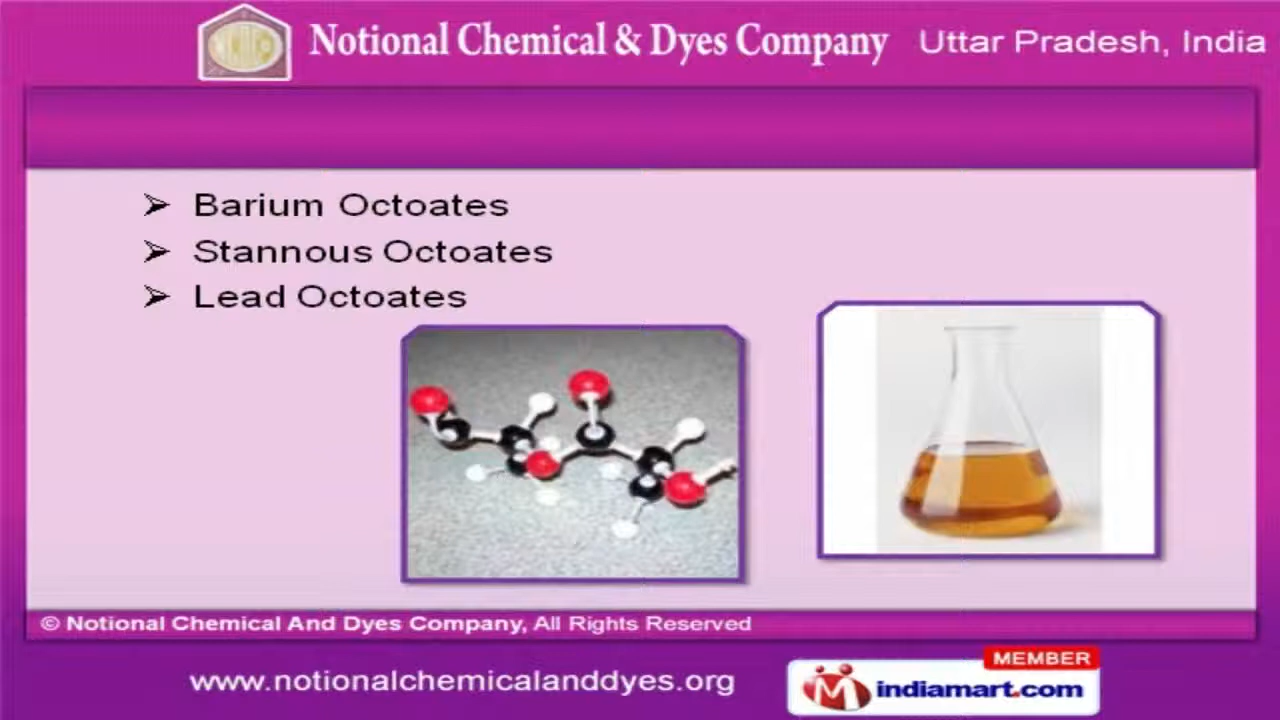 Notional Chemical & Dyes Company Uttar Pradesh, India
Barium Octoates
Stannous Octoates
Lead Octoates
© Notional Chemical And Dyes Company, All Rights Reserved
www.notionalchemicalanddyes.org
MEMBER
indiamart.com